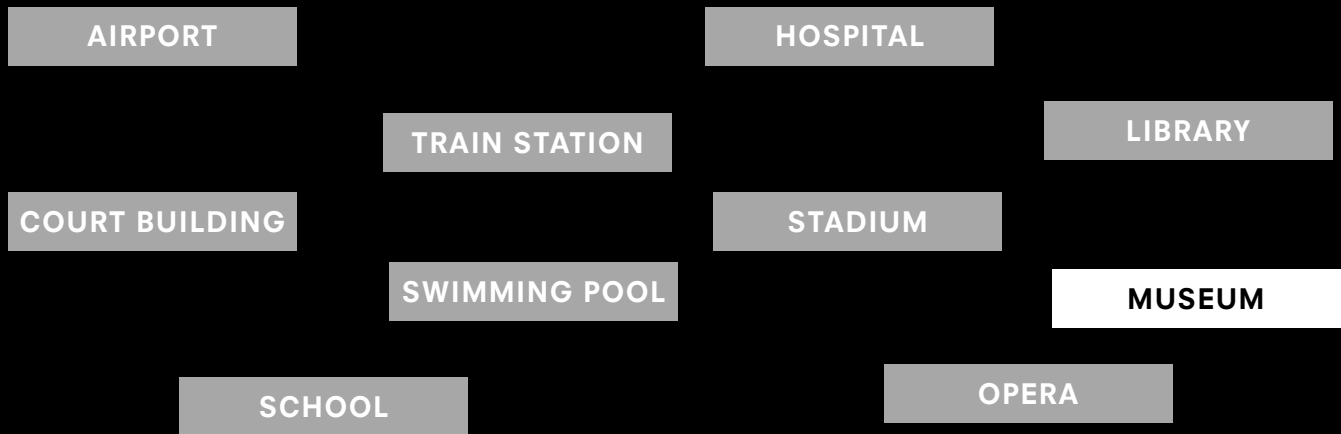 AIRPORT
HOSPITAL
LIBRARY
TRAIN STATION
COURT BUILDING
STADIUM
SWIMMING POOL
MUSEUM
OPERA
SCHOOL